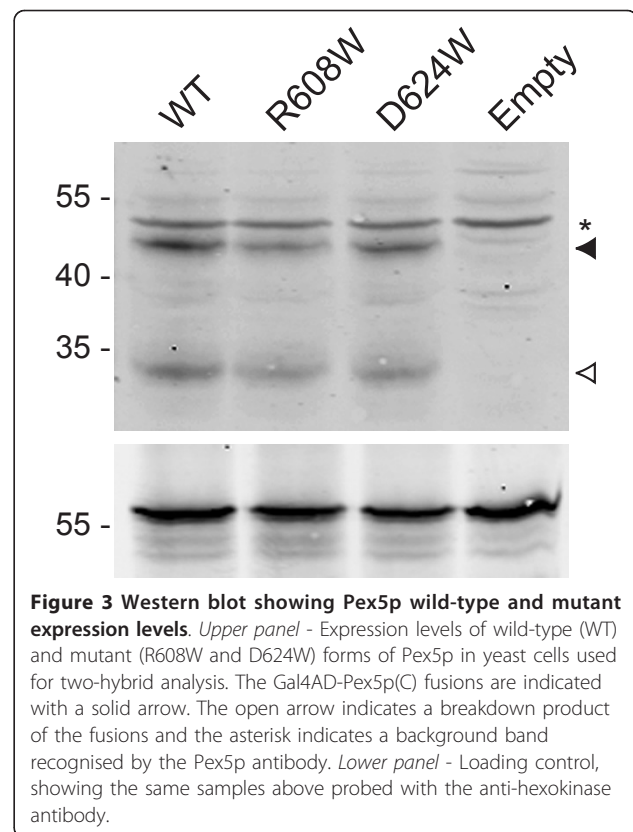 WT R608W D624W Empty
55 -
*
40 -
35 -
55 -
Figure 3 Western blot showing Pex5p wild-type and mutant
expression levels. Upper panel - Expression levels of wild-type (WT)
and mutant (R608W and D624W) forms of Pex5p in yeast cells used
for two-hybrid analysis. The Gal4AD-Pex5p(C) fusions are indicated
with a solid arrow. The open arrow indicates a breakdown product
of the fusions and the asterisk indicates a background band
recognised by the Pex5p antibody. Lower panel - Loading control,
showing the same samples above probed with the anti-hexokinase
antibody.